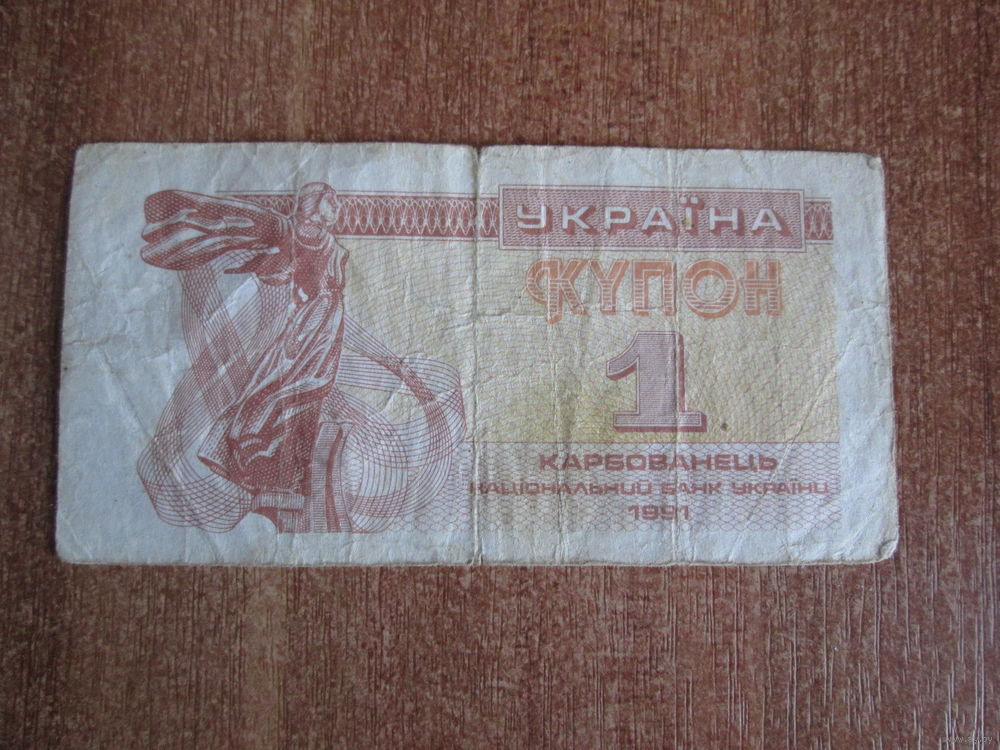 УКРАЇНА
КУПОН
1
КАРБОВАНЕЦЬ
НАЦІОНАЛЬНИЙ БАНК УКРАЇНИ
1991